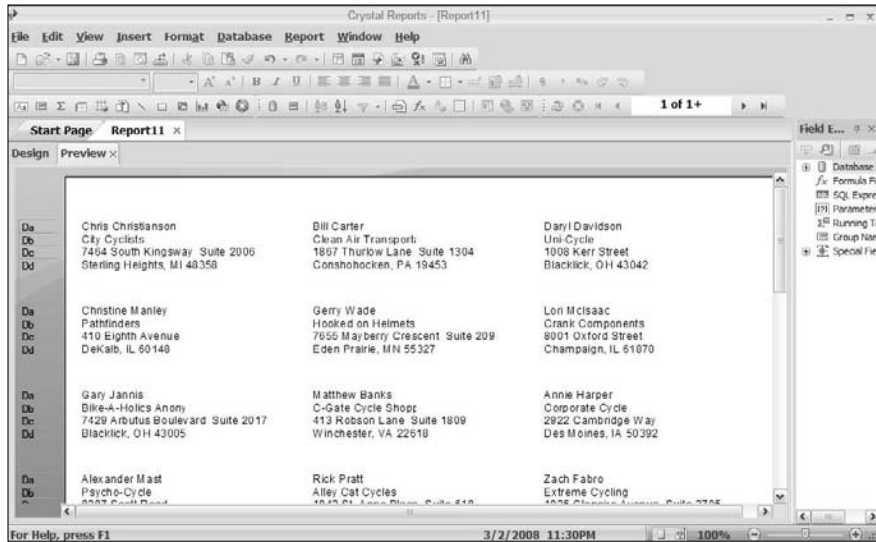 Crystal Reports - [Report11]
File Edit View Insert Format Database Report Window Help
1 of 1+
Start Page Report11 ×
Field E...
Design Preview ×
Database
Formula Fi
SQL Expre
Parameter
Running T
Group Nam
Special Fie
Da Chris Christianson Bill Carter Daryl Davidson
Db City Cyclists Clean Air Transporta Uni-Cycle
Dc 7464 South Kingsway Suite 2006 1867 Thurlow Lane Suite 1304 1008 Kerr Street
Dd Sterling Heights, MI 48358 Conshohocken, PA 19453 Blacklick, OH 43042
Da Christine Manley Gerry Wade Lori McIsaac
Db Pathfinders Hooked on Helmets Crank Components
Dc 410 Eighth Avenue 7655 Mayberry Crescent Suite 209 8001 Oxford Street
Dd DeKalb, IL 60148 Eden Prairie, MN 55327 Champaign, IL 61870
Da Gary Jannis Matthew Banks Annie Harper
Db Bike-A-Holics Anony C-Gate Cycle Shopp Corporate Cycle
Dc 7429 Arbutus Boulevard Suite 2017 413 Robson Lane Suite 1809 2922 Cambridge Way
Dd Blacklick, OH 43005 Winchester, VA 22618 Des Moines, IA 50392
Da Alexander Mast Rick Pratt Zach Fabro
Db Psycho-Cycle Alley Cat Cycles Extreme Cycling
For Help, press F1 3/2/2008 11:30PM 100%